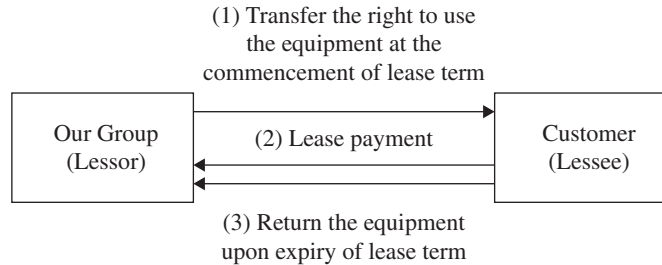 (1) Transfer the right to use
the equipment at the
commencement of lease term
Our Group
(Lessor)
(2) Lease payment
Customer
(Lessee)
(3) Return the equipment
upon expiry of lease term